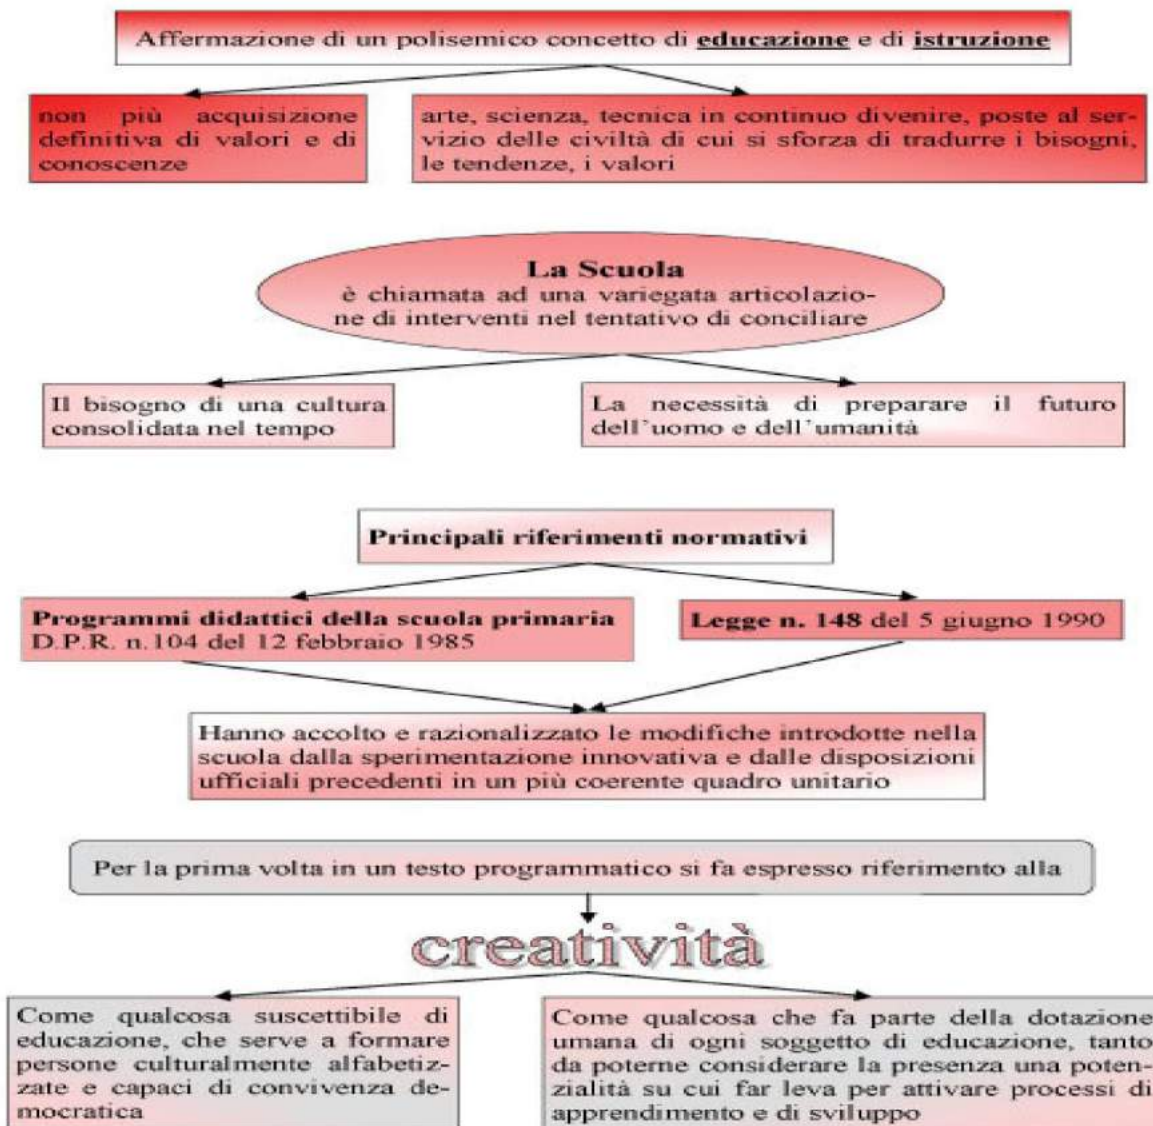 Affermazione di un polisemico concetto di educazione e di istruzione
non più acquisizione
definitiva di valori e di
conoscenze
arte, scienza, tecnica in continuo divenire, poste al ser-
vizio delle civiltà di cui si sforza di tradurre i bisogni,
le tendenze, i valori
La Scuola
è chiamata ad una variegata articolazio-
ne di interventi nel tentativo di conciliare
Il bisogno di una cultura
consolidata nel tempo
La necessità di preparare il futuro
dell'uomo e dell'umanità
Principali riferimenti normativi
Programmi didattici della scuola primaria
D.P.R. n.104 del 12 febbraio 1985
Legge n. 148 del 5 giugno 1990
Hanno accolto e razionalizzato le modifiche introdotte nella
scuola dalla sperimentazione innovativa e dalle disposizioni
ufficiali precedenti in un più coerente quadro unitario
Per la prima volta in un testo programmatico si fa espresso riferimento alla
creatività
Come qualcosa suscettibile di
educazione, che serve a formare
persone culturalmente alfabetiz-
zate e capaci di convivenza de-
mocratica
Come qualcosa che fa parte della dotazione
umana di ogni soggetto di educazione, tanto
da poterne considerare la presenza una poten-
zialità su cui far leva per attivare processi di
apprendimento e di sviluppo